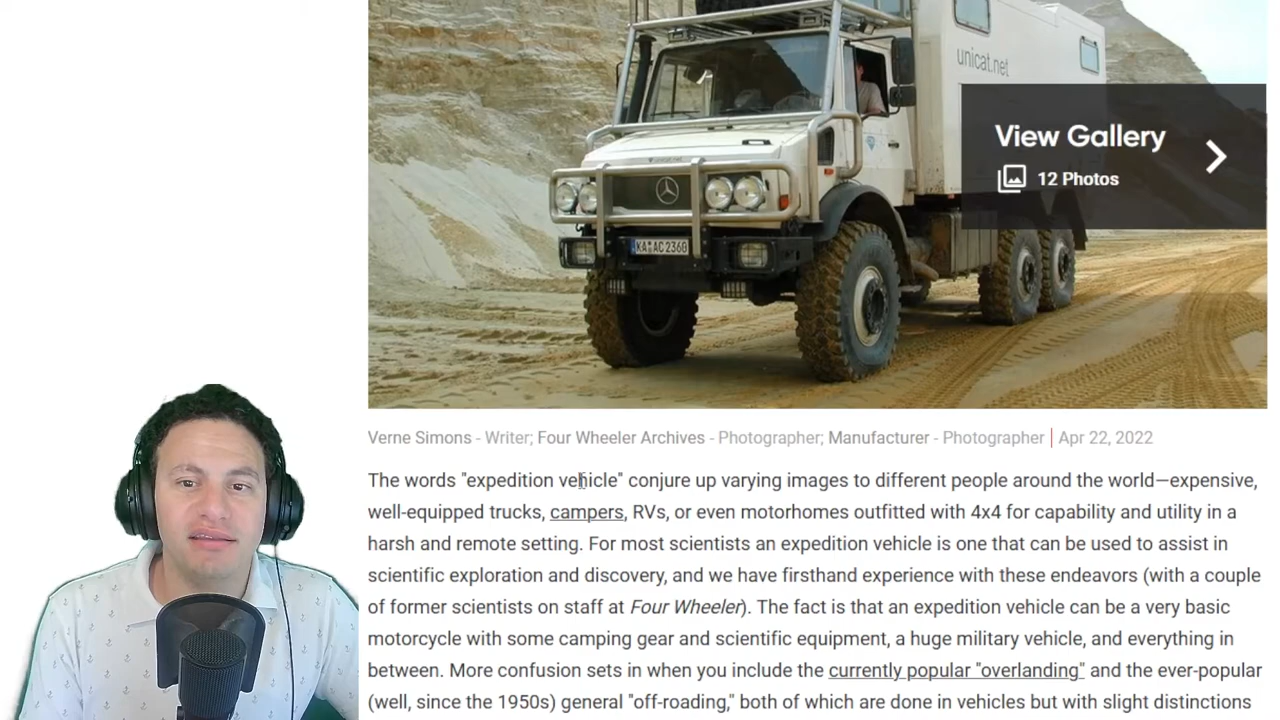 unicat.net
View Gallery
12 Photos
KA AC2360
Verne Simons - Writer; Four Wheeler Archives - Photographer; Manufacturer - Photographer | Apr 22, 2022
The words "expedition vehicle" conjure up varying images to different people around the world—expensive,
well-equipped trucks, campers, RVs, or even motorhomes outfitted with 4x4 for capability and utility in a
harsh and remote setting. For most scientists an expedition vehicle is one that can be used to assist in
scientific exploration and discovery, and we have firsthand experience with these endeavors (with a couple
of former scientists on staff at Four Wheeler). The fact is that an expedition vehicle can be a very basic
motorcycle with some camping gear and scientific equipment, a huge military vehicle, and everything in
between. More confusion sets in when you include the currently popular "overlanding" and the ever-popular
(well, since the 1950s) general "off-roading," both of which are done in vehicles but with slight distinctions